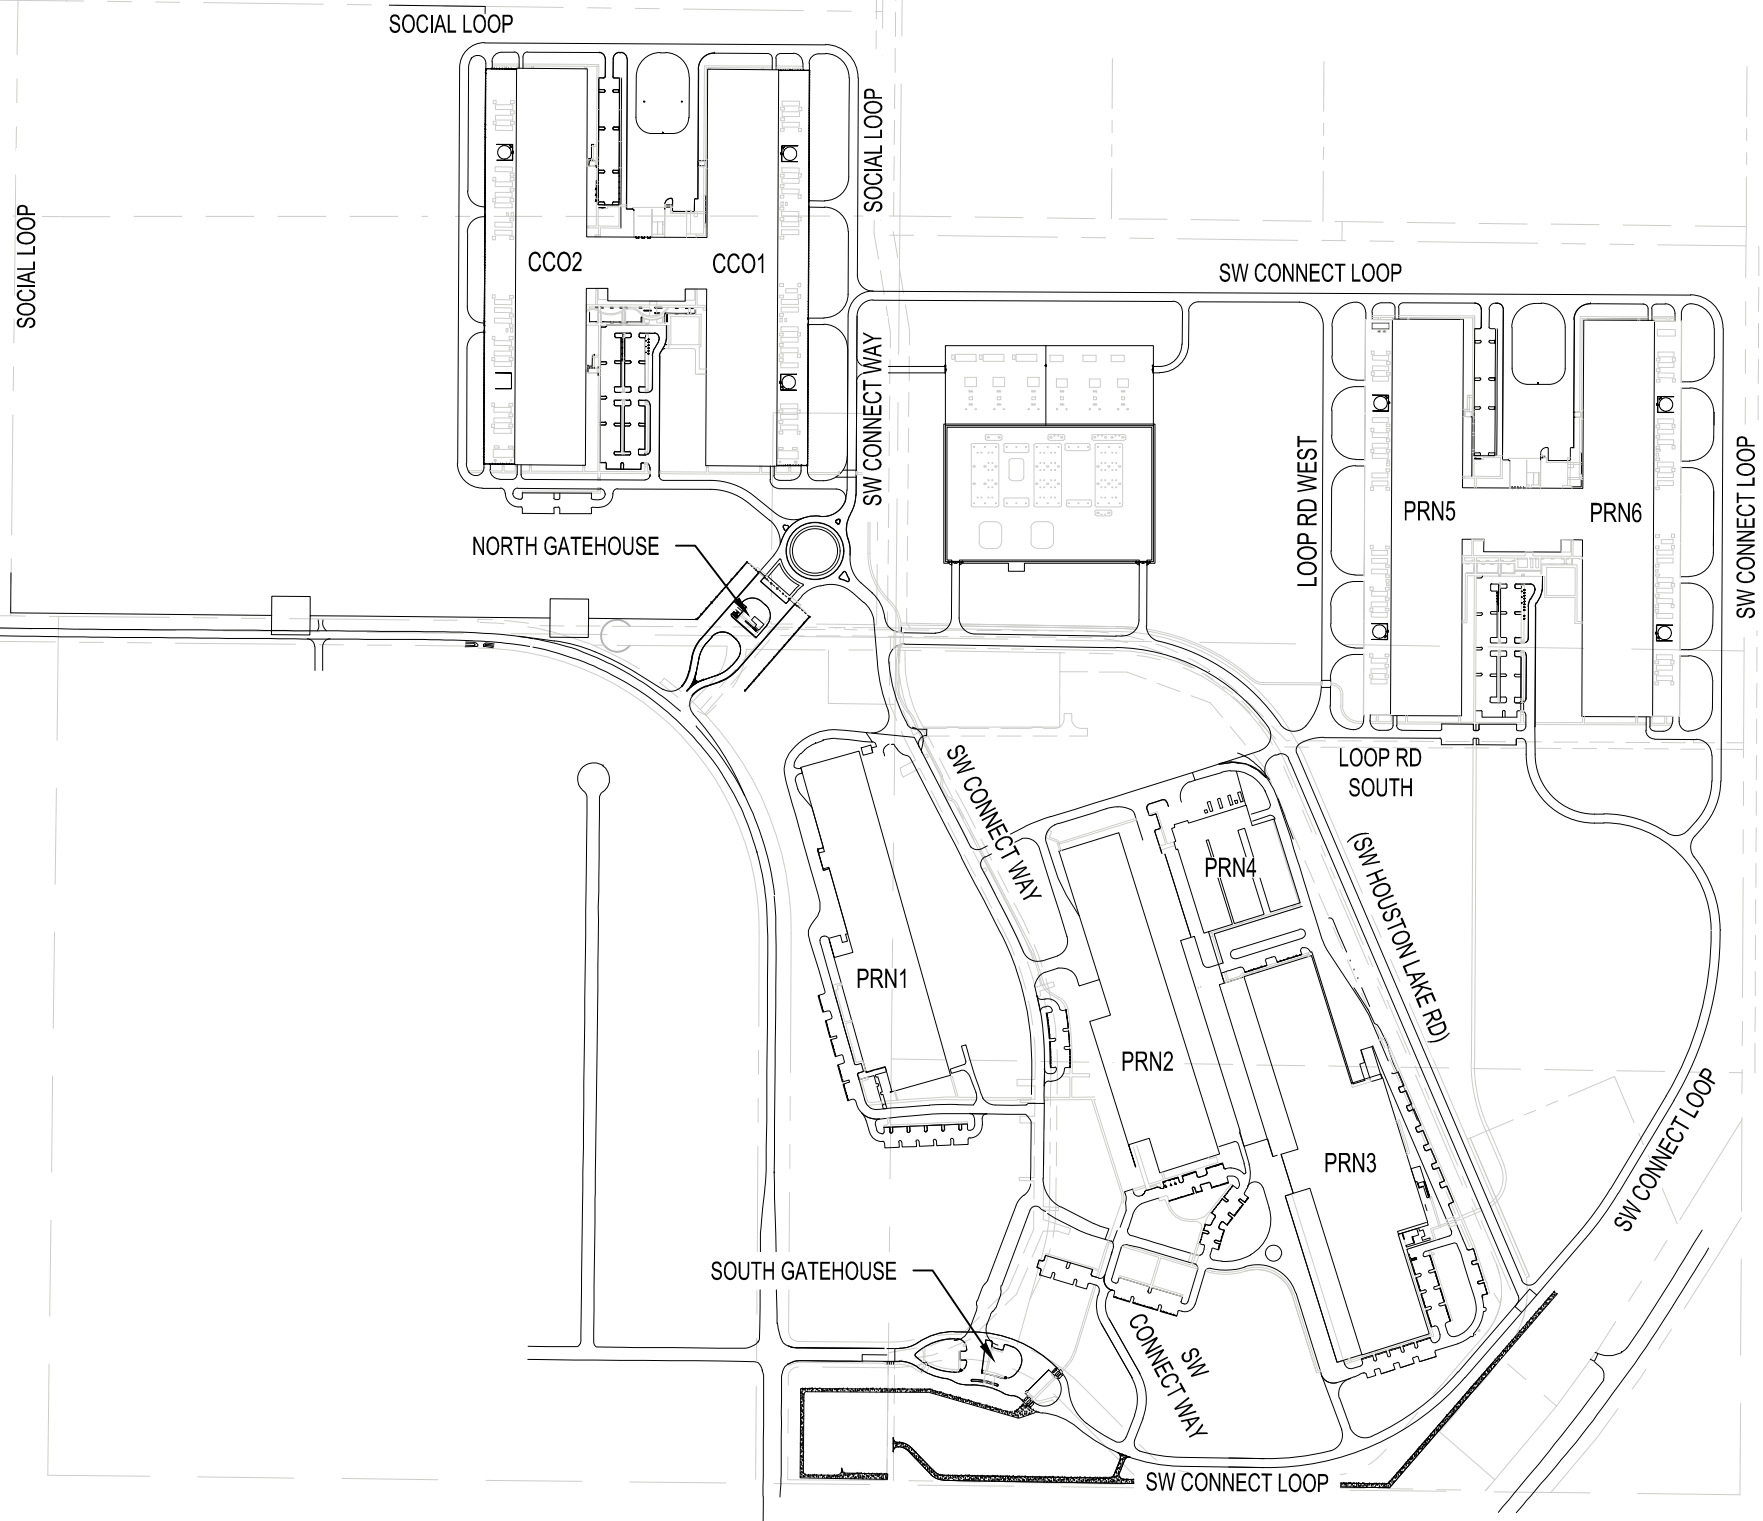 SOCIAL LOOP
SOCIAL LOOP
SOCIAL LOOP
CCO2
CCO1
SW CONNECT LOOP
SW CONNECT WAY
LOOP RD WEST
PRN5
PRN6
SW CONNECT LOOP
NORTH GATEHOUSE
LOOP RD
SOUTH
SW CONNECT WAY
PRN4
(SW HOUSTON LAKE RD)
PRN1
PRN2
PRN3
SW CONNECT LOOP
SOUTH GATEHOUSE
SW
CONNECT WAY
SW CONNECT LOOP